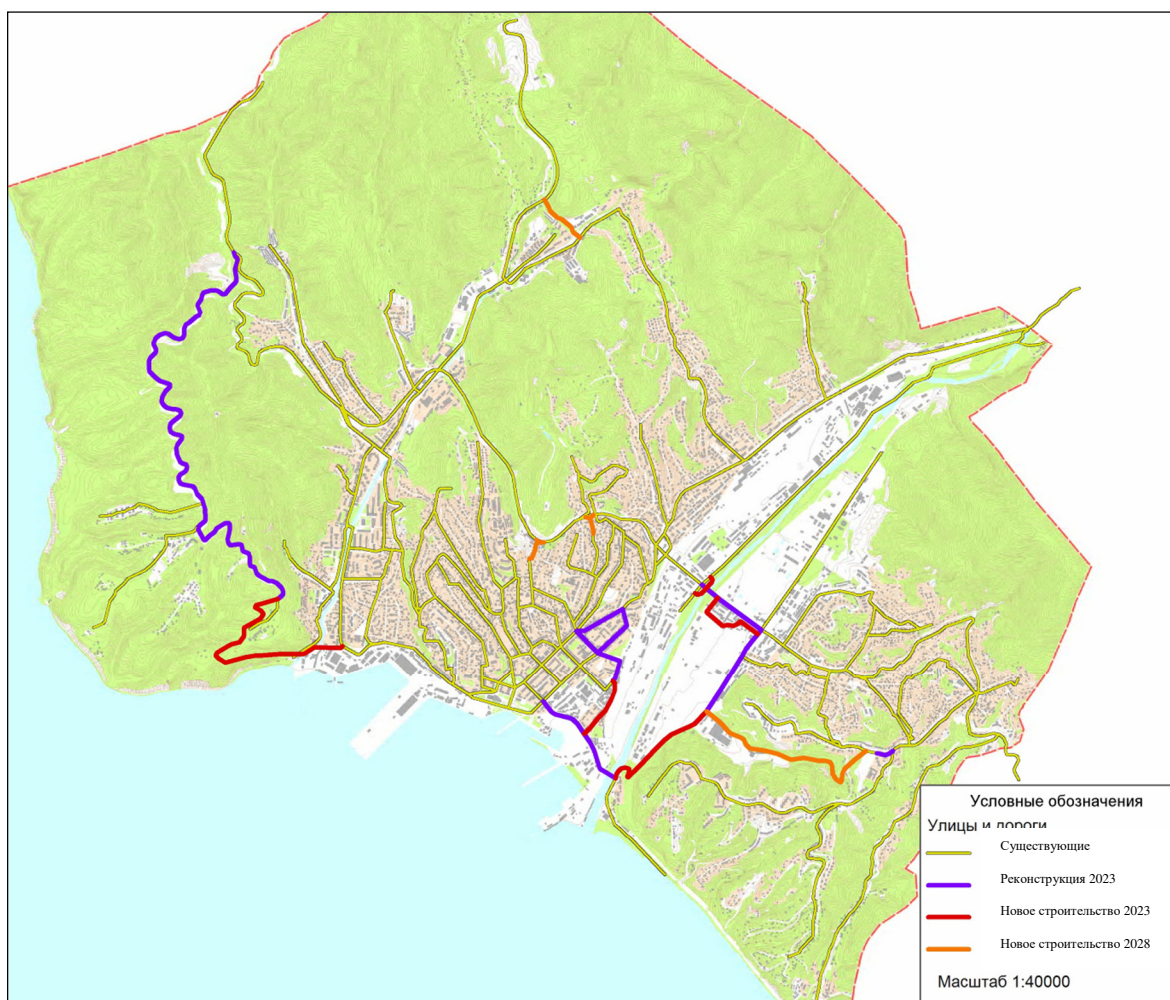 Условные обозначения
Улицы и дороги
Существующие
Реконструкция 2023
Новое строительство 2023
Новое строительство 2028
Масштаб 1:40000